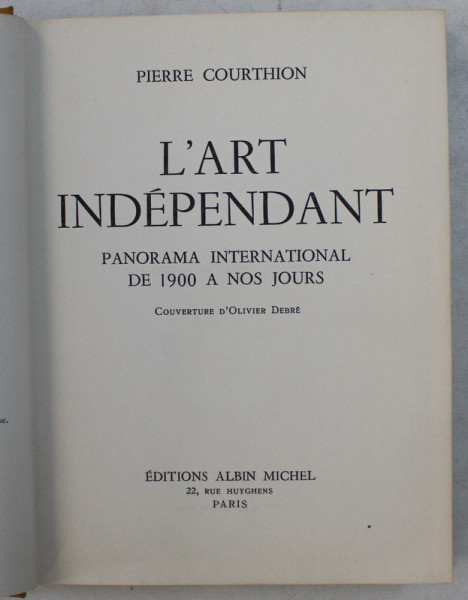 PIERRE COURTHION
L'ART
INDÉPENDANT
PANORAMA INTERNATIONAL
DE 1900 A NOS JOURS
COUVERTURE D'OLIVIER DEBRÉ
ÉDITIONS ALBIN MICHEL
22, RUE HUYGHENS
PARIS